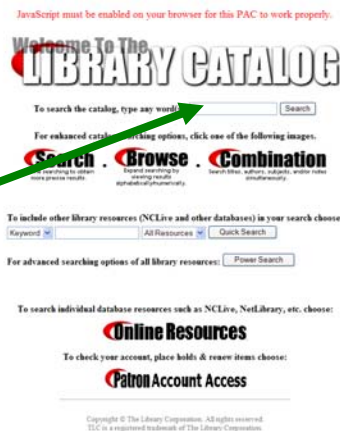 JavaScript must be enabled on your browser for this PAC to work properly.
Welcome To The
LIBRARY CATALOG
To search the catalog, type any word(
Search
For enhanced catalog searching options, click one of the following images.
Search . Browse . Combination
searching to obtain more precise results
Expand searching by viewing results alphabetically/numerically.
Search titles, authors, subjects, and/or notes simultaneously.
To include other library resources (NCLive and other databases) in your search choose
Keyword All Resources Quick Search
For advanced searching options of all library resources: Power Search
To search individual database resources such as NCLive, NetLibrary, etc. choose:
Online Resources
To check your account, place holds & renew items choose:
Patron Account Access
Copyright © The Library Corporation. All rights reserved.
TLC is a registered trademark of The Library Corporation.